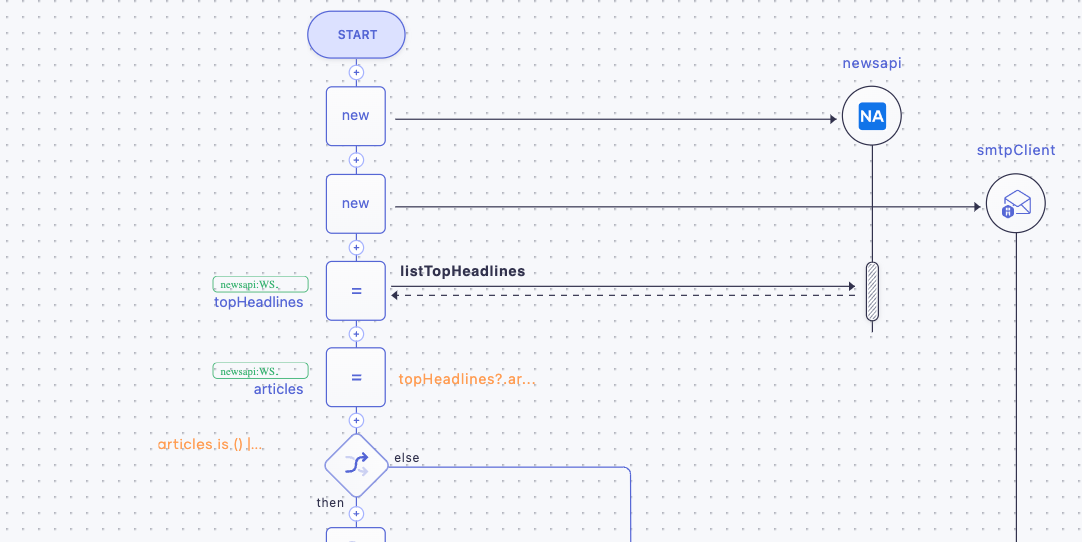 START
newsapi
new
NA
smtpClient
new
listTopHeadlines
newsapi:WS.
topHeadlines
=
newsapi:WS.
articles
=
topHeadlines?.ar...
articles is () |...
else
then